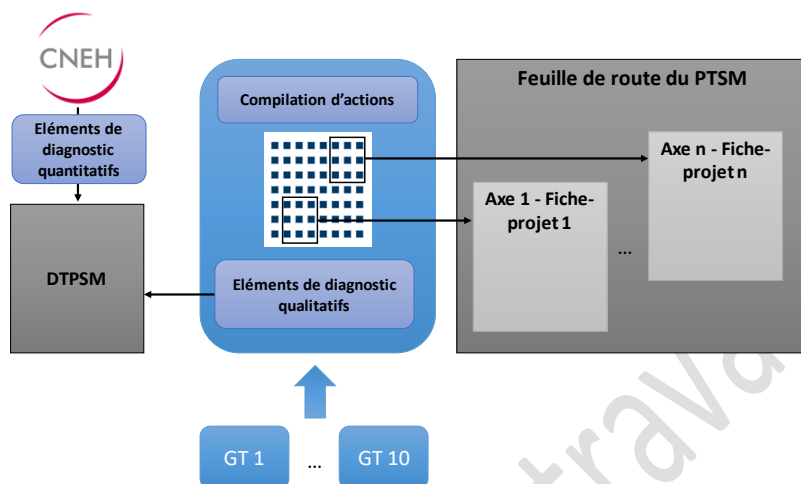 CNEH
Eléments de
diagnostic
quantitatifs
DTPSM
Compilation d'actions
Eléments de diagnostic
qualitatifs
GT 1
...
GT 10
Feuille de route du PTSM
Axe n - Fiche-
projet n
Axe 1 - Fiche-
projet 1
...
trava